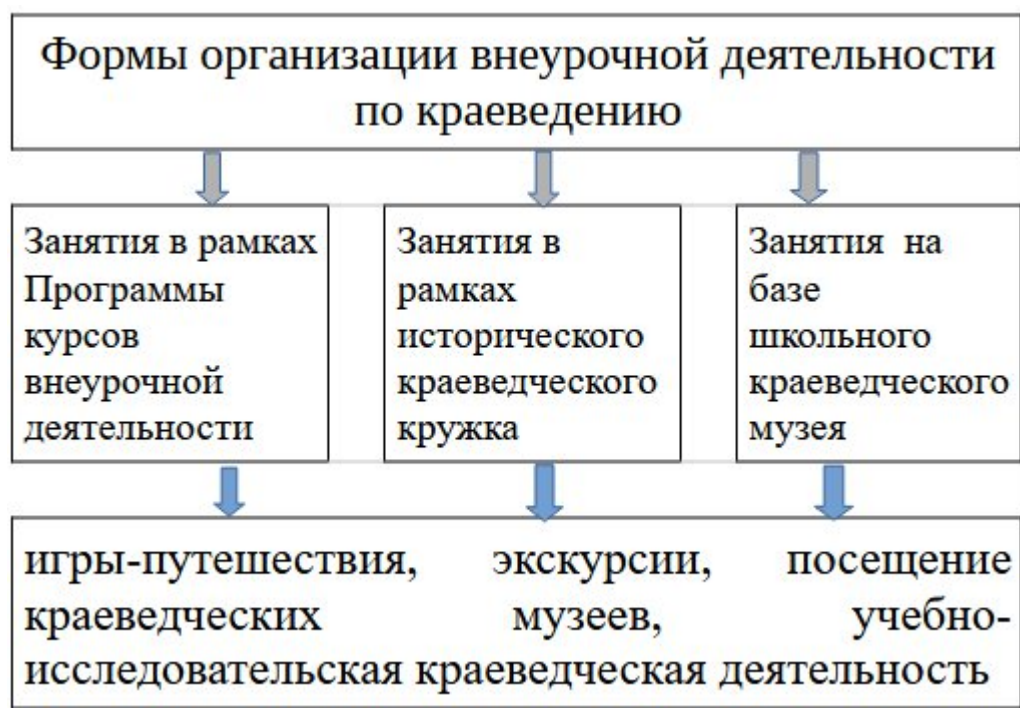 Формы организации внеурочной деятельности
по краеведению
Занятия в рамках
Программы
курсов
внеурочной
деятельности
Занятия в
рамках
исторического
краеведческого
кружка
Занятия на
базе
школьного
краеведческого
музея
игры-путешествия, экскурсии, посещение
краеведческих музеев, учебно-
исследовательская краеведческая деятельность